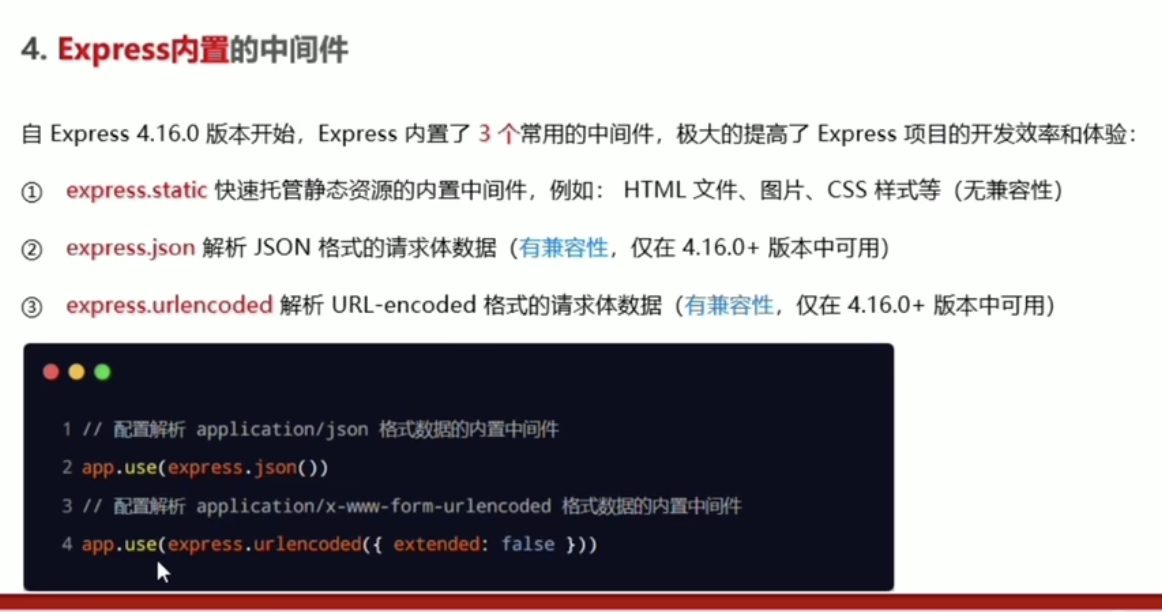 4. Express内置的中间件
自 Express 4.16.0 版本开始，Express 内置了 3 个常用的中间件，极大的提高了 Express 项目的开发效率和体验：
① express.static 快速托管静态资源的内置中间件，例如： HTML 文件、图片、CSS 样式等（无兼容性）
② express.json 解析 JSON 格式的请求体数据（有兼容性，仅在 4.16.0+ 版本中可用）
③ express.urlencoded 解析 URL-encoded 格式的请求体数据（有兼容性，仅在 4.16.0+ 版本中可用）
1 // 配置解析 application/json 格式数据的内置中间件
2 app.use(express.json())
3 // 配置解析 application/x-www-form-urlencoded 格式数据的内置中间件
4 app.use(express.urlencoded({ extended: false }))